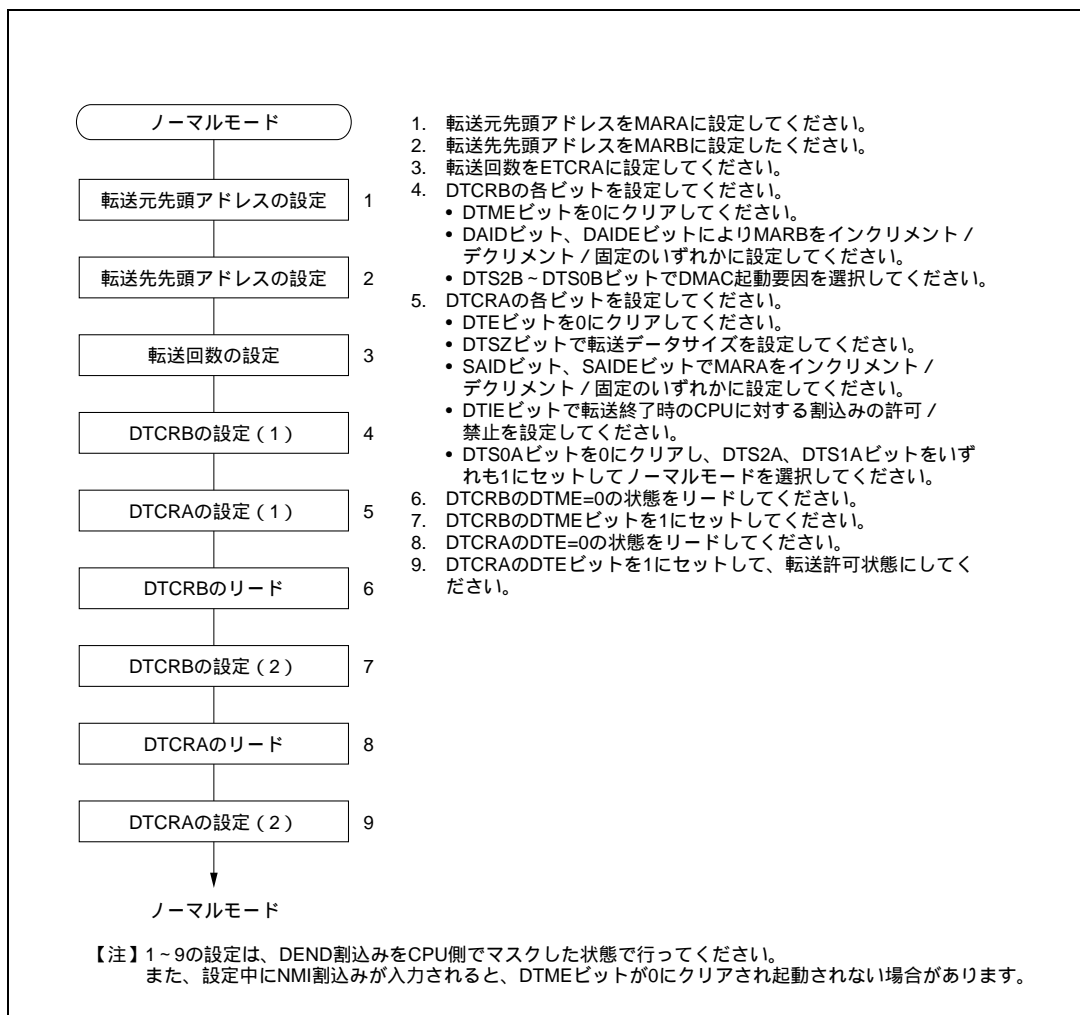 ノーマルモード
転送元先頭アドレスの設定 1
転送先先頭アドレスの設定 2
転送回数の設定 3
DTCRBの設定（1） 4
DTCRAの設定（1） 5
DTCRBのリード 6
DTCRBの設定（2） 7
DTCRAのリード 8
DTCRAの設定（2） 9
ノーマルモード
1. 転送元先頭アドレスをMARAに設定してください。
2. 転送先先頭アドレスをMARBに設定したください。
3. 転送回数をETCRAに設定してください。
4. DTCRBの各ビットを設定してください。
• DTMEビットを0にクリアしてください。
• DAIDビット、DAIDEビットによりMARBをインクリメント／
デクリメント／固定のいずれかに設定してください。
• DTS2B～DTS0BビットでDMAC起動要因を選択してください。
5. DTCRAの各ビットを設定してください。
• DTEビットを0にクリアしてください。
• DTSZビットで転送データサイズを設定してください。
• SAIDビット、SAIDEビットでMARAをインクリメント／
デクリメント／固定のいずれかに設定してください。
• DTIEビットで転送終了時のCPUに対する割込みの許可／
禁止を設定してください。
• DTS0Aビットを0にクリアし、DTS2A、DTS1Aビットをいず
れも1にセットしてノーマルモードを選択してください。
6. DTCRBのDTME=0の状態をリードしてください。
7. DTCRBのDTMEビットを1にセットしてください。
8. DTCRAのDTE=0の状態をリードしてください。
9. DTCRAのDTEビットを1にセットして、転送許可状態にしてく
ださい。
【注】1～9の設定は、DEND割込みをCPU側でマスクした状態で行ってください。
また、設定中にNMI割込みが入力されると、DTMEビットが0にクリアされ起動されない場合があります。